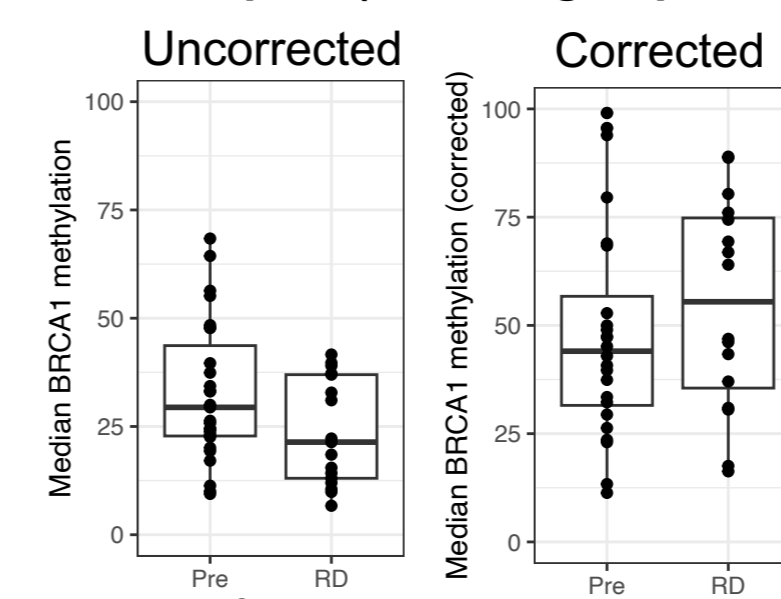 Uncorrected
Median BRCA1 methylation
100
75
50
25
0
Pre RD
Corrected
Median BRCA1 methylation (corrected)
100
75
50
25
0
Pre RD